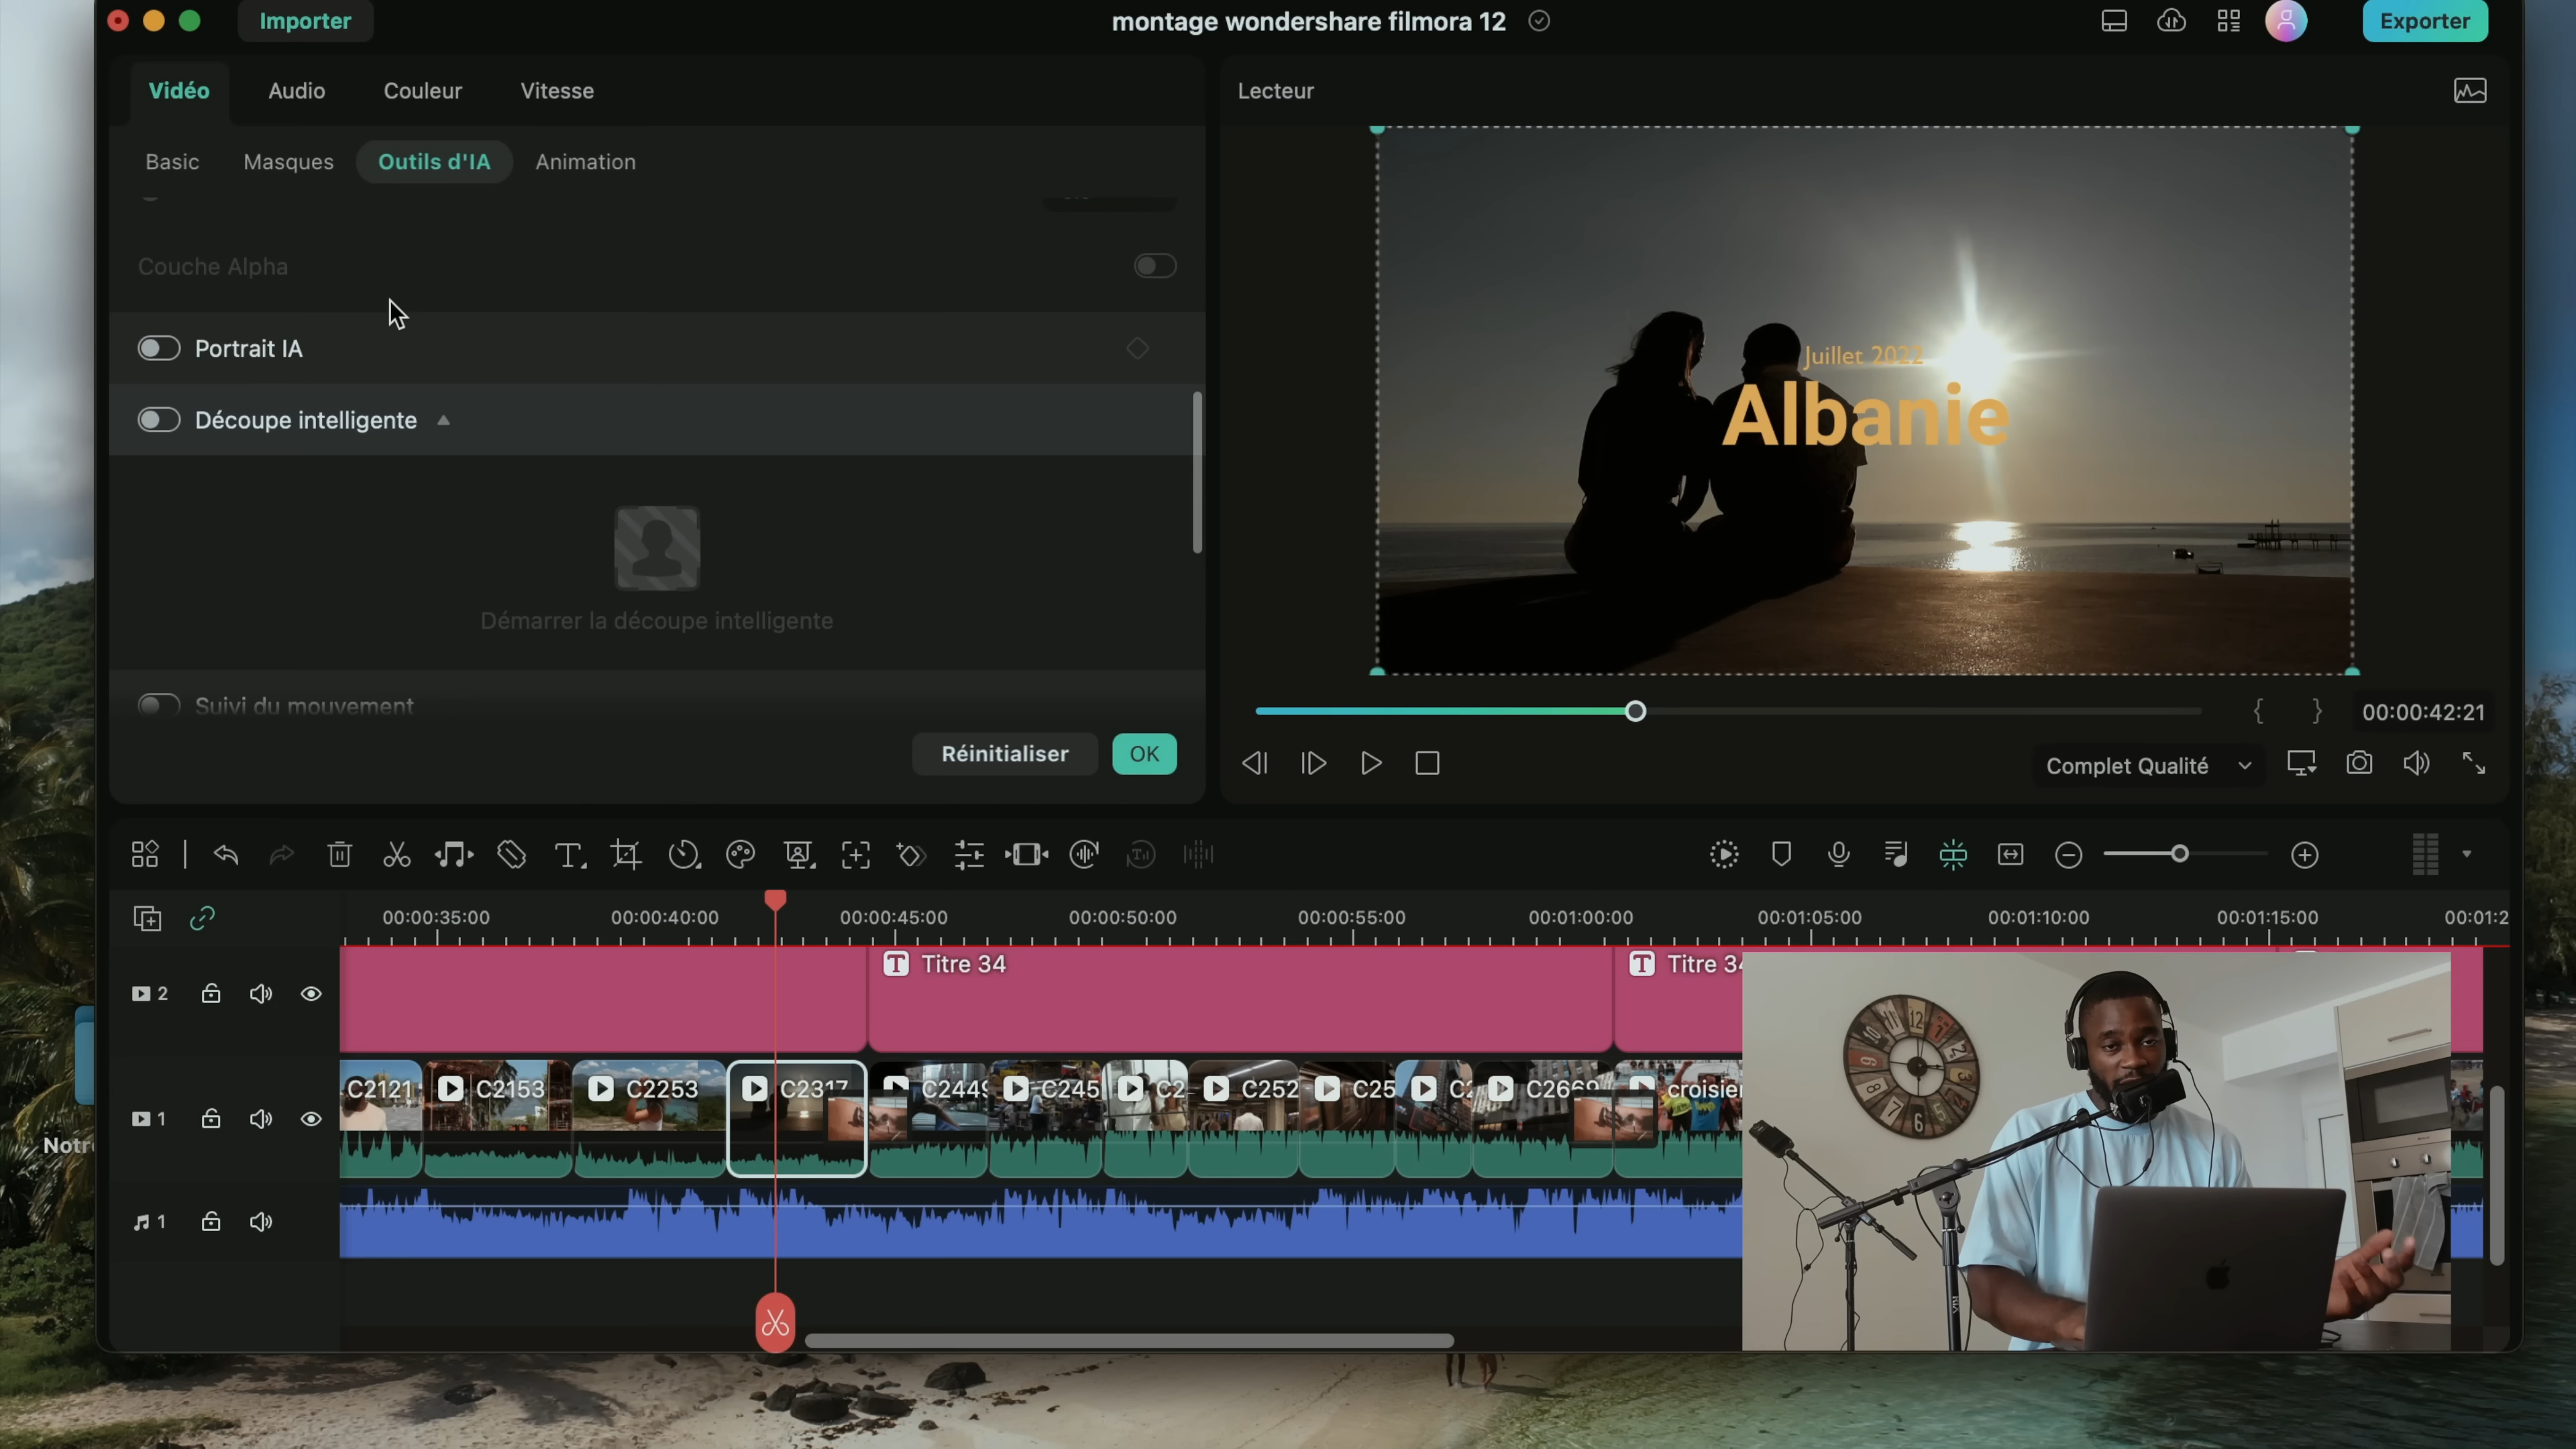 Importer
montage wondershare filmora 12
Exporter
Vidéo
Audio
Couleur
Vitesse
Lecteur
Basic
Masques
Outils d'IA
Animation
Couche Alpha
Portrait IA
Découpe intelligente
Démarrer la découpe intelligente
Suivi du mouvement
Réinitialiser
OK
Juillet 2022
Albanie
00:00:42:21
Complet Qualité
00:00:35:00
00:00:40:00
00:00:45:00
00:00:50:00
00:00:55:00
00:01:00:00
00:01:05:00
00:01:10:00
00:01:15:00
00:01:2
2
Titre 34
Titre 34
1
C2121
C2153
C2253
C2317
C2449
C245
C2
C252
C25
C2
C2669
croisier
Notr
1